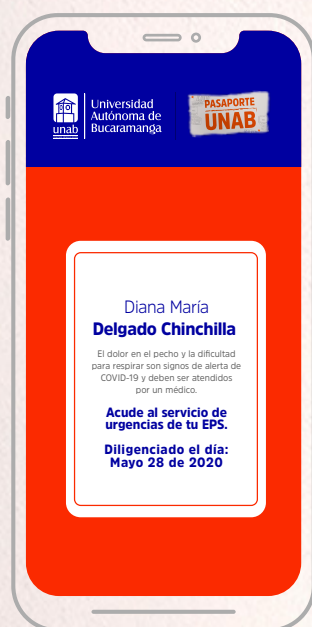 unab
Universidad
Autónoma de
Bucaramanga
PASAPORTE
UNAB
Diana María
Delgado Chinchilla
El dolor en el pecho y la dificultad
para respirar son signos de alerta de
COVID-19 y deben ser atendidos
por un médico.
Acude al servicio de
urgencias de tu EPS.
Diligenciado el día:
Mayo 28 de 2020